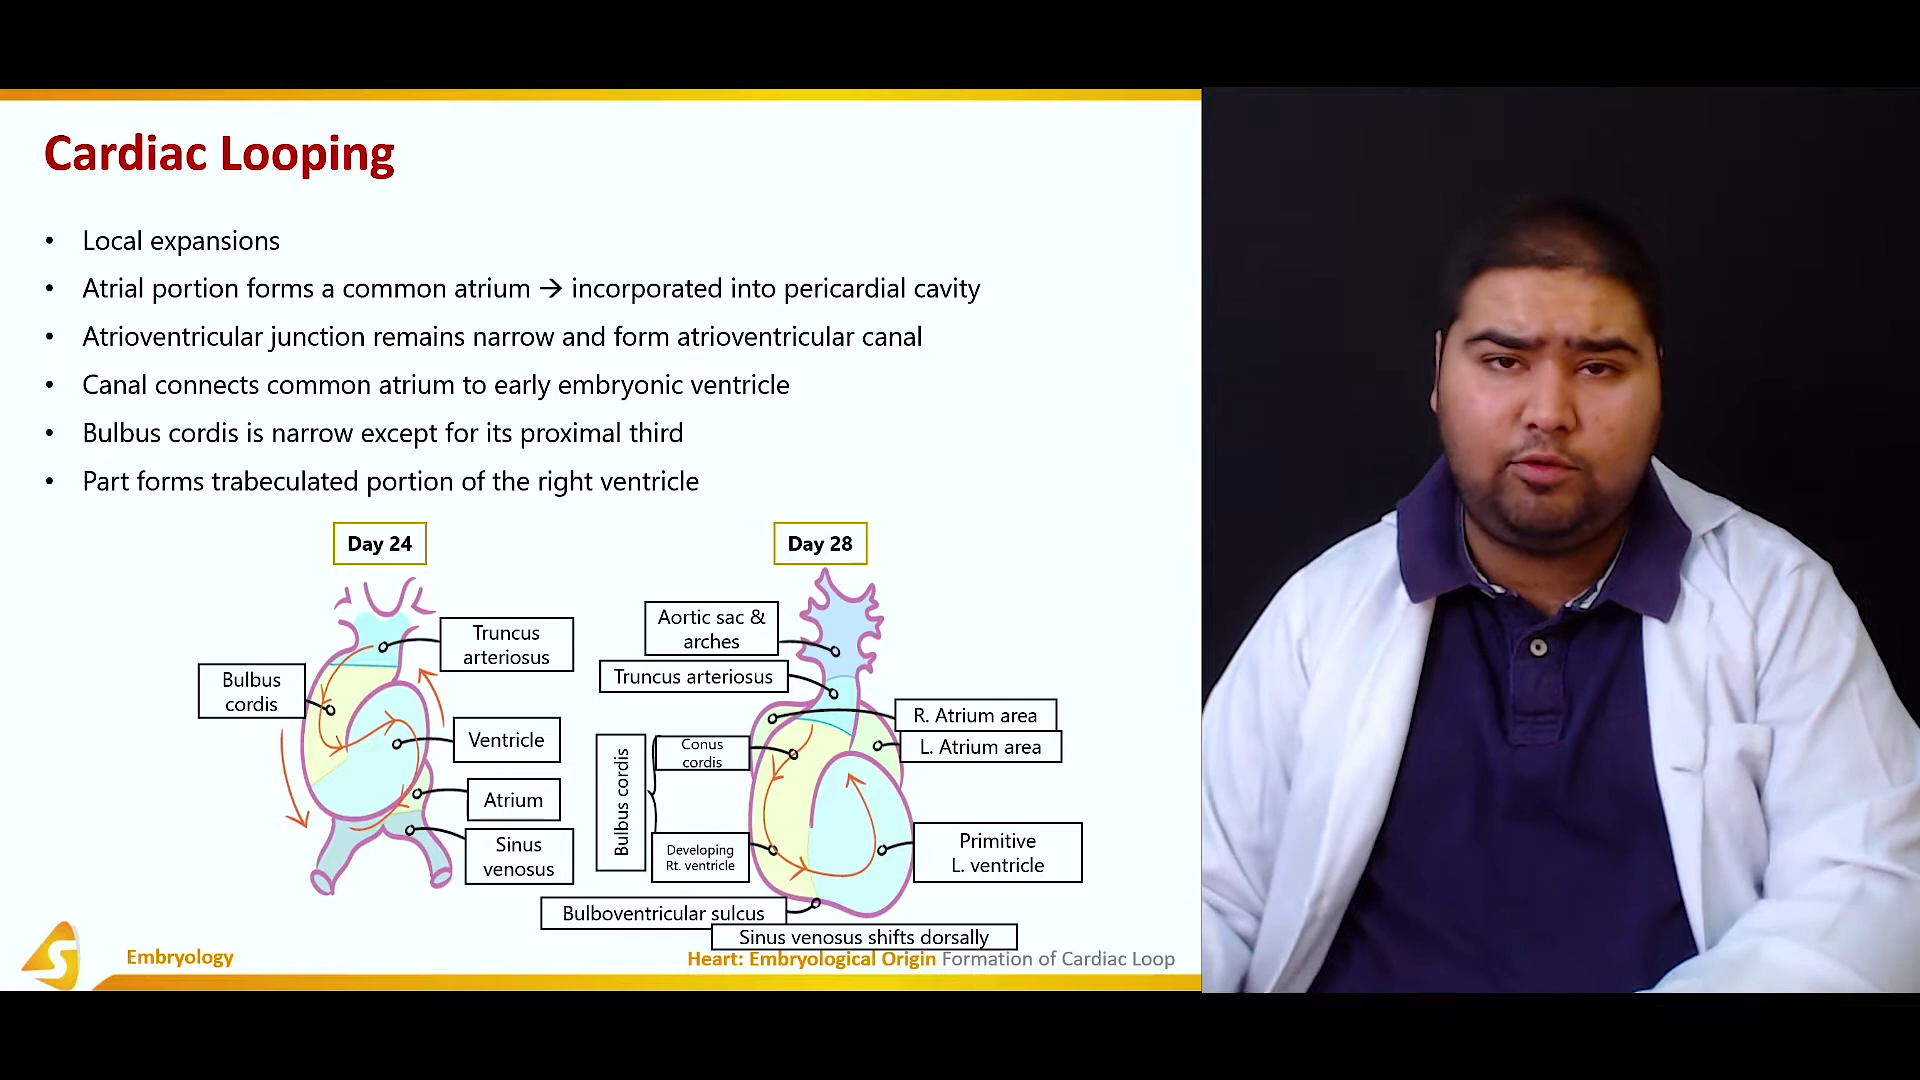 Cardiac Looping
• Local expansions
• Atrial portion forms a common atrium → incorporated into pericardial cavity
• Atrioventricular junction remains narrow and form atrioventricular canal
• Canal connects common atrium to early embryonic ventricle
• Bulbus cordis is narrow except for its proximal third
• Part forms trabeculated portion of the right ventricle
Day 24
Truncus
arteriosus
Bulbus
cordis
Ventricle
Atrium
Sinus
venosus
Day 28
Aortic sac &
arches
Truncus arteriosus
R. Atrium area
L. Atrium area
Conus
cordis
Bulbus cordis
Developing
Rt. ventricle
Primitive
L. ventricle
Bulboventricular sulcus
Sinus venosus shifts dorsally
S
Embryology
Heart: Embryological Origin Formation of Cardiac Loop